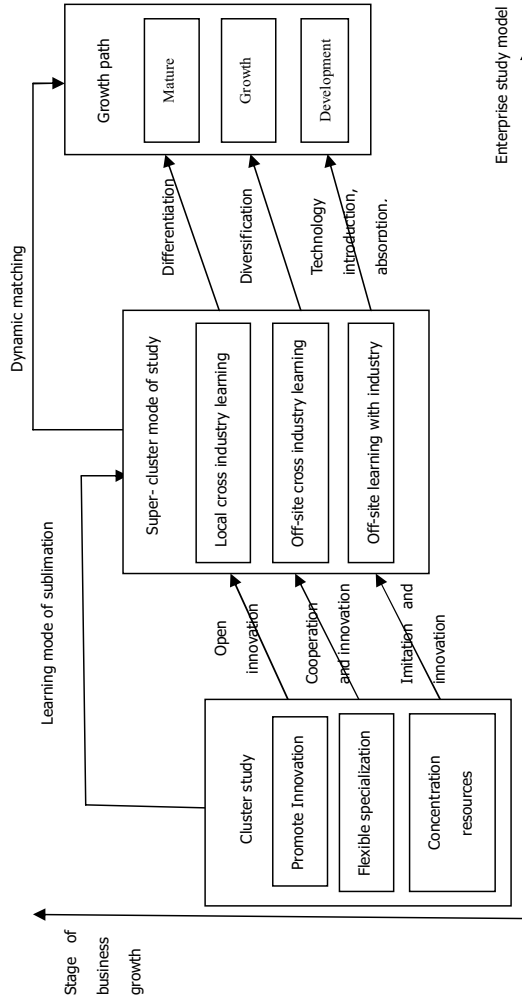 Stage of
business
growth
Learning mode of sublimation
Dynamic matching
Cluster study
Promote Innovation
Flexible specialization
Concentration
resources
Open
innovation
Cooperation
and innovation
Imitation and
innovation
Super- cluster mode of study
Local cross industry learning
Off-site cross industry learning
Off-site learning with industry
Differentiation
Diversification
Technology
introduction,
absorption.
Growth path
Mature
Growth
Development
Enterprise study model